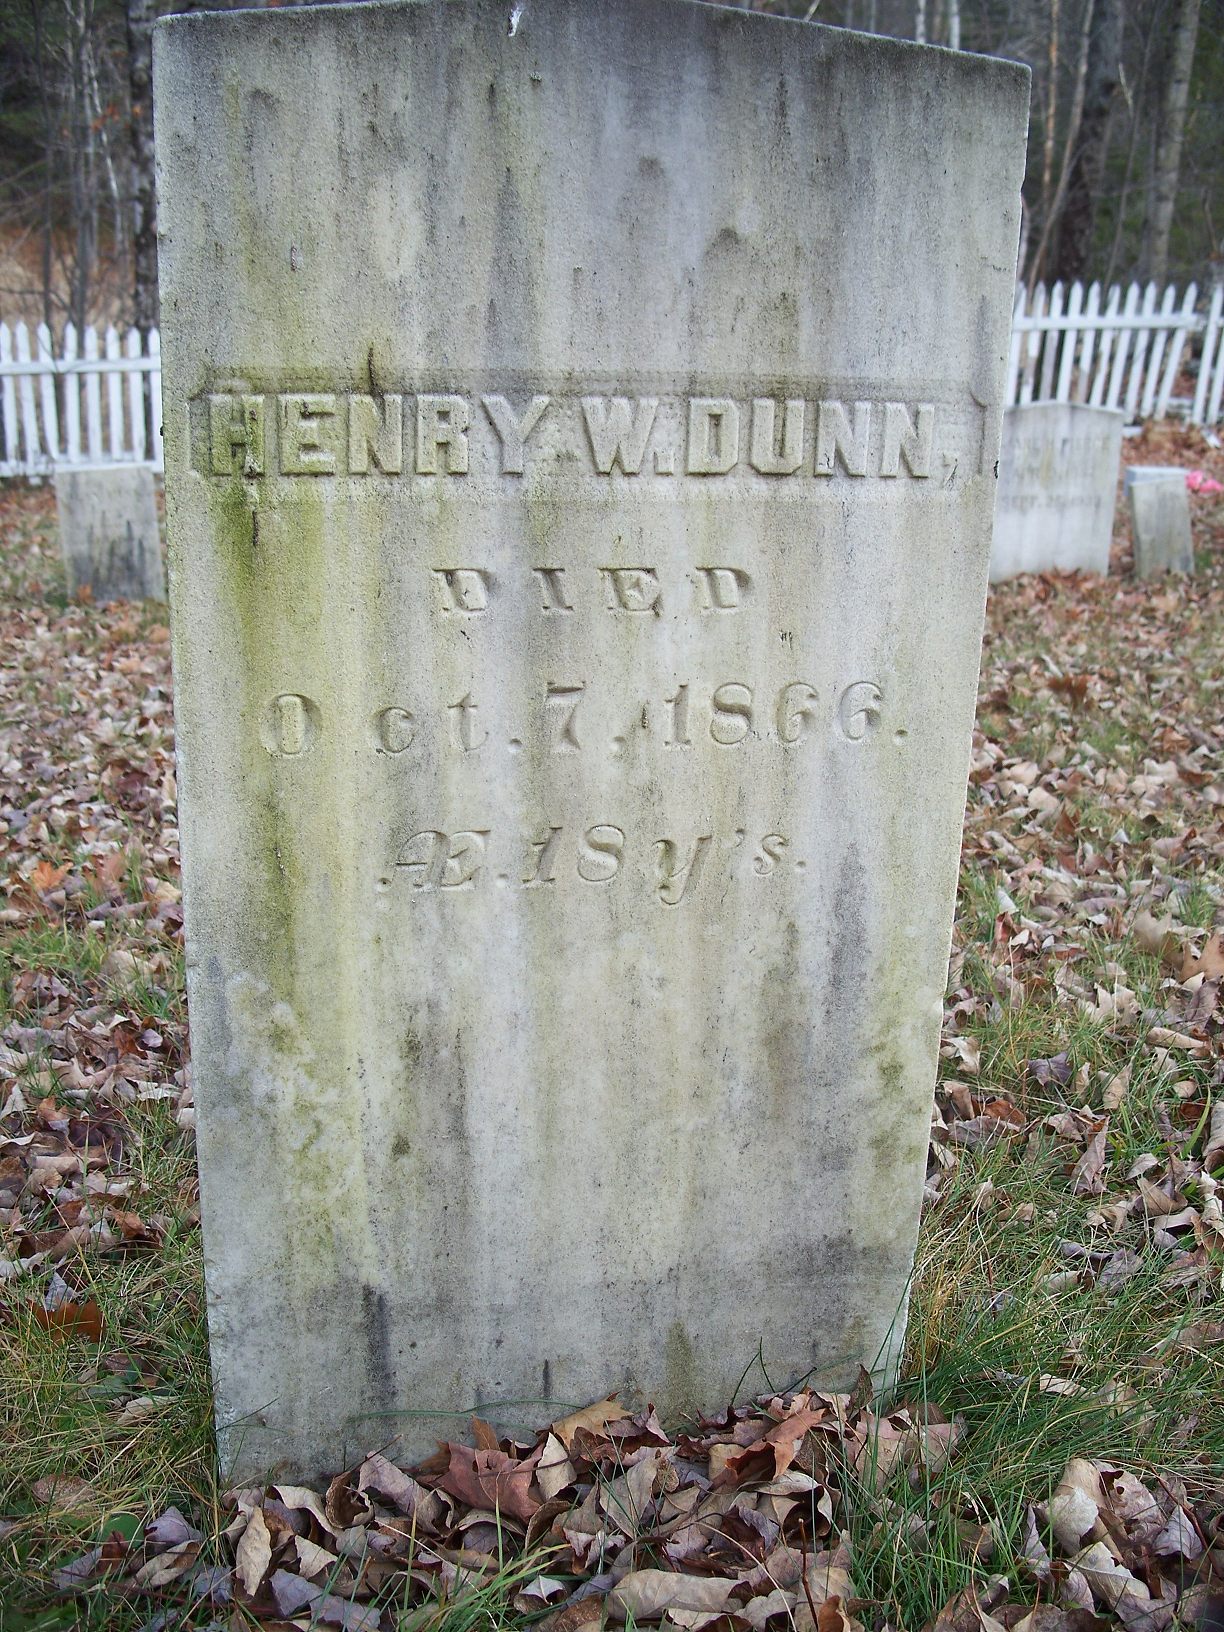 HENRY W. DUNN,
DIED
Oct. 7, 1866.
Æ. 18 y's.